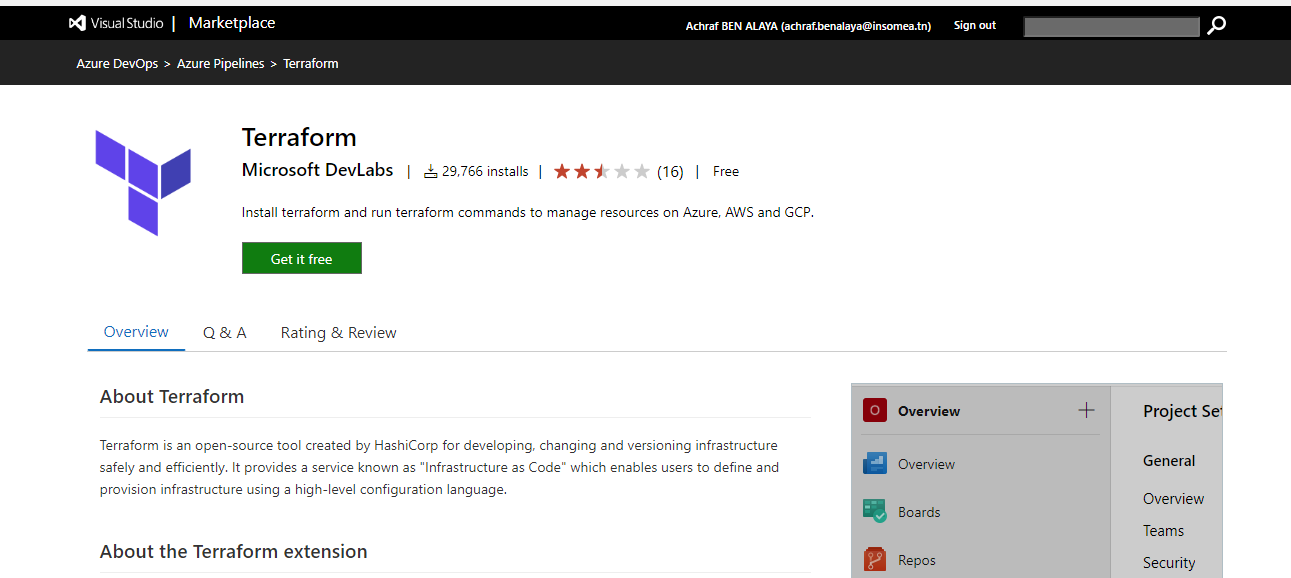 Visual Studio | Marketplace
Achraf BEN ALAYA (achraf.benalaya@insomea.tn) Sign out
Azure DevOps > Azure Pipelines > Terraform
Terraform
Microsoft DevLabs | 29,766 installs | (16) | Free
Install terraform and run terraform commands to manage resources on Azure, AWS and GCP.
Get it free
Overview Q & A Rating & Review
About Terraform
Terraform is an open-source tool created by HashiCorp for developing, changing and versioning infrastructure
safely and efficiently. It provides a service known as "Infrastructure as Code" which enables users to define and
provision infrastructure using a high-level configuration language.
About the Terraform extension
O Overview
Overview
Boards
Repos
Project Set
General
Overview
Teams
Security